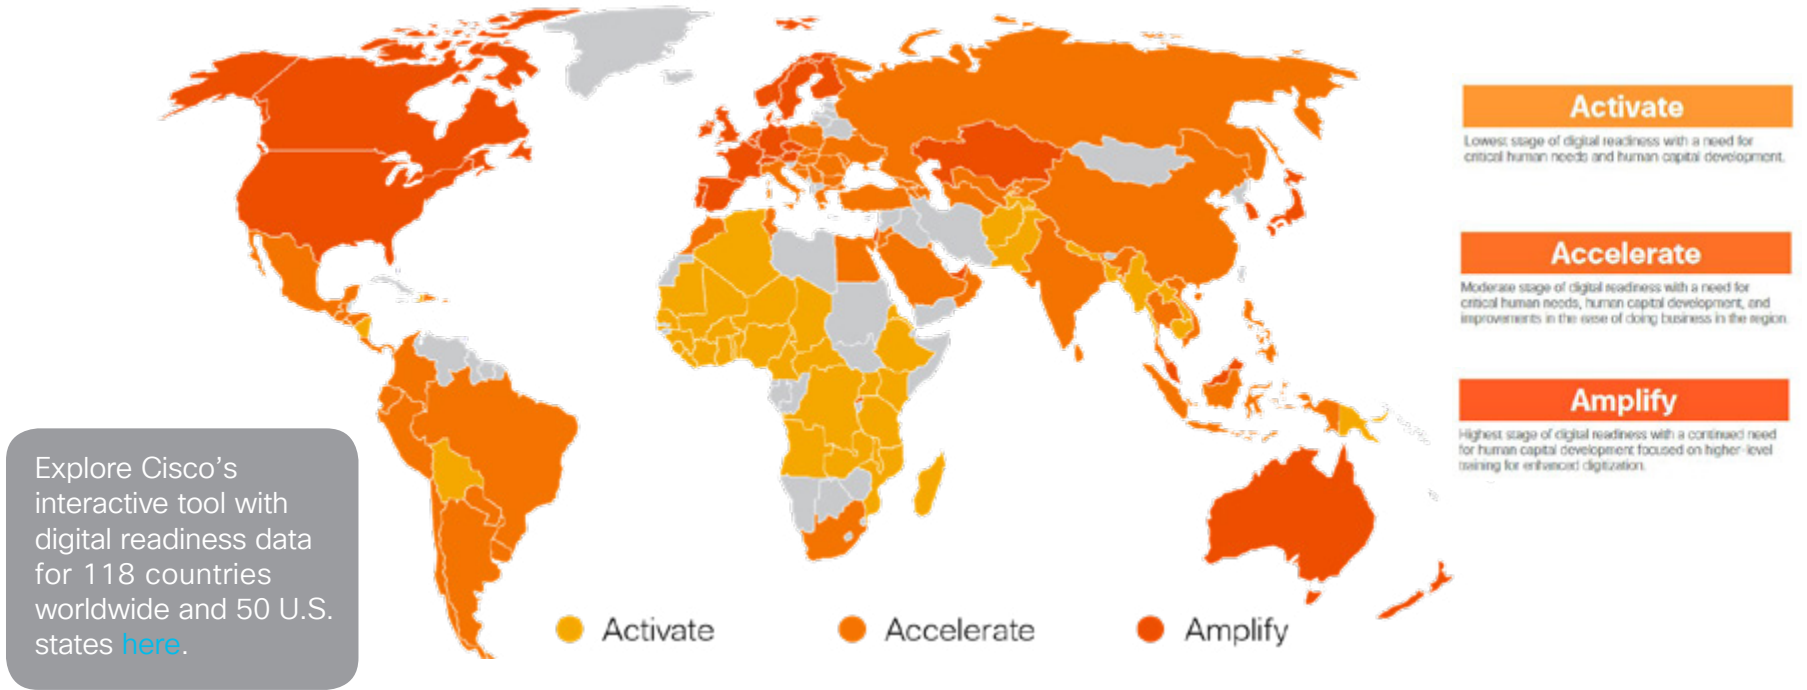 Activate
Lowest stage of digital readiness with a need for
critical human needs and human capital development.
Accelerate
Moderate stage of digital readiness with a need for
critical human needs, human capital development, and
improvements in the ease of doing business in the region.
Amplify
Highest stage of digital readiness with a continued need
for human capital development focused on higher-level
training for enhanced digitization.
Explore Cisco's
interactive tool with
digital readiness data
for 118 countries
worldwide and 50 U.S.
states here.
Activate
Accelerate
Amplify